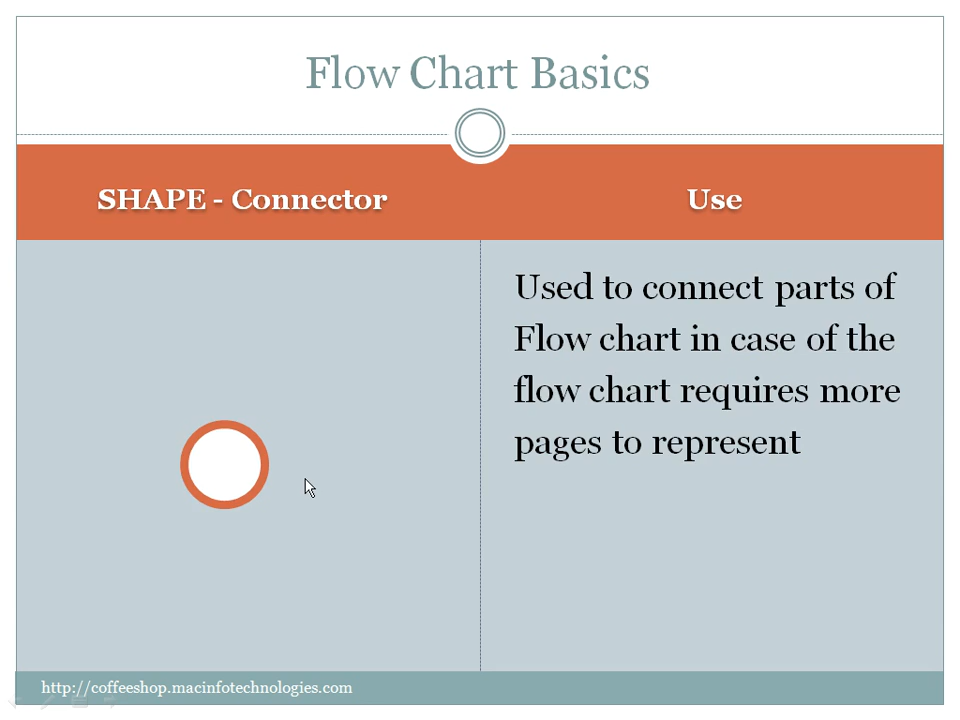 Flow Chart Basics
SHAPE - Connector
Use
Used to connect parts of
Flow chart in case of the
flow chart requires more
pages to represent
http://coffeeshop.macinfotechnologies.com